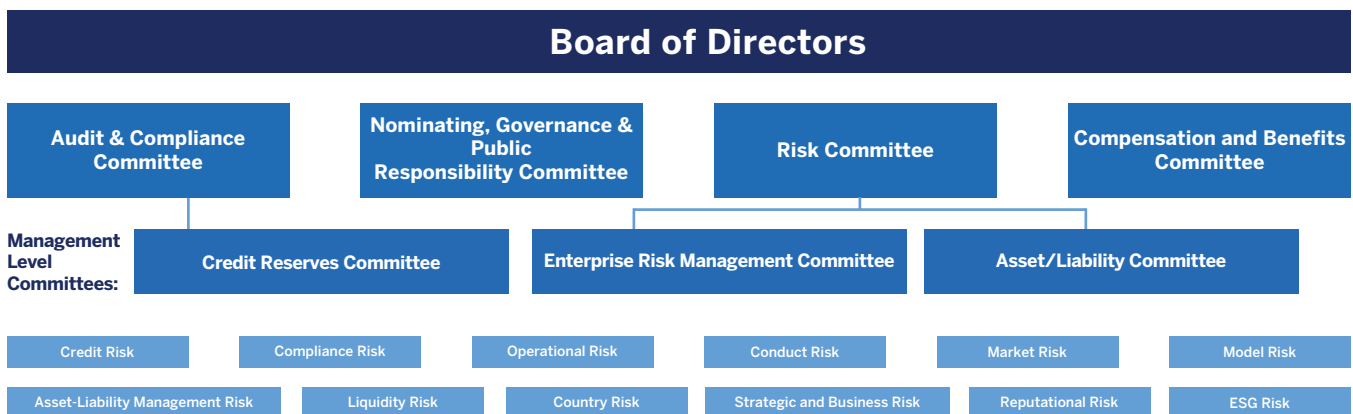 Board of Directors
Audit & Compliance
Committee
Nominating, Governance &
Public
Responsibility Committee
Risk Committee
Compensation and Benefits
Committee
Management
Level
Committees:
Credit Reserves Committee
Enterprise Risk Management Committee
Asset/Liability Committee
Credit Risk
Compliance Risk
Operational Risk
Conduct Risk
Market Risk
Model Risk
Asset-Liability Management Risk
Liquidity Risk
Country Risk
Strategic and Business Risk
Reputational Risk
ESG Risk